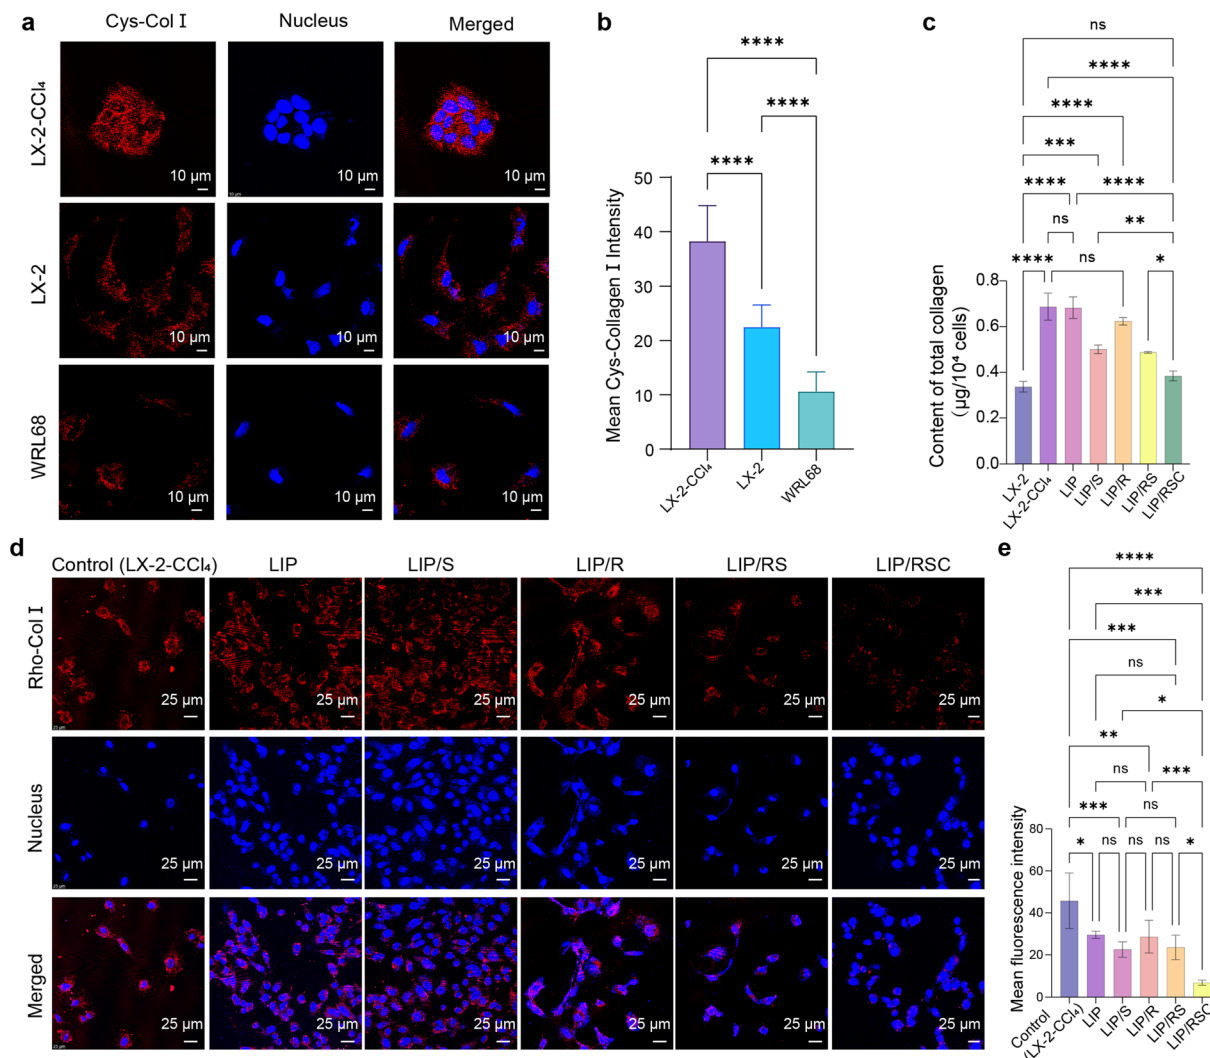 a
Cys-Col I
Nucleus
Merged
LX-2-CCl₄
10 µm
10 µm
10 µm
LX-2
10 µm
10 µm
10 µm
WRL68
10 µm
10 µm
10 µm
b
****
****
****
Mean Cys-Collagen I Intensity
50
40
30
20
10
0
LX-2-CCl₄
LX-2
WRL68
c
ns
****
****
***
****
****
ns
**
****
ns
*
Content of total collagen
(µg/10⁴ cells)
0.8
0.6
0.4
0.2
0.0
LX-2
LX-2-CCl₄
LIP
LIP/S
LIP/R
LIP/RS
LIP/RSC
d
Control (LX-2-CCl₄)
LIP
LIP/S
LIP/R
LIP/RS
LIP/RSC
Rho-Col I
25 µm
25 µm
25 µm
25 µm
25 µm
25 µm
Nucleus
25 µm
25 µm
25 µm
25 µm
25 µm
25 µm
Merged
25 µm
25 µm
25 µm
25 µm
25 µm
25 µm
e
****
***
***
ns
*
**
ns
***
***
ns
*
ns
ns
ns
*
Mean fluorescence intensity
80
60
40
20
0
Control
(LX-2-CCl₄)
LIP
LIP/S
LIP/R
LIP/RS
LIP/RSC